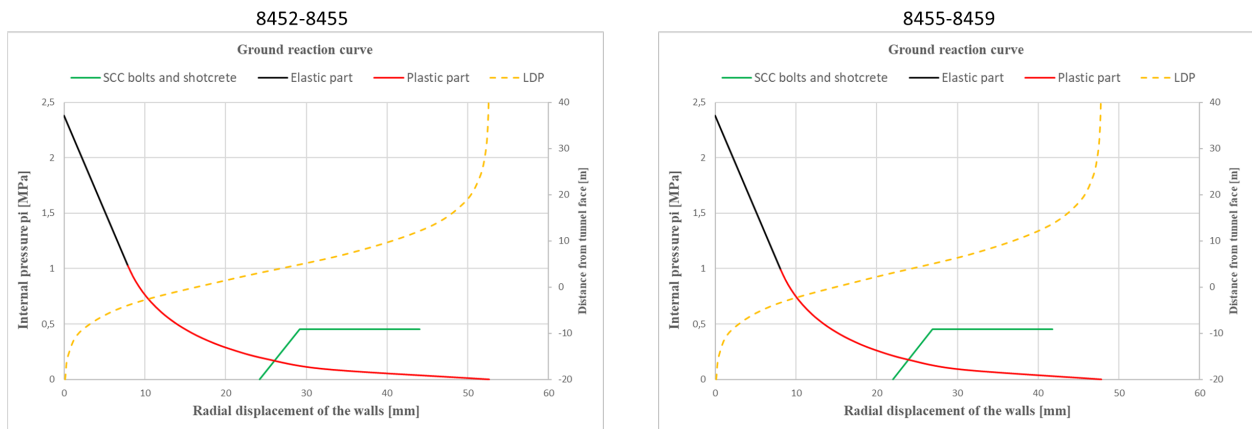 8452-8455
Ground reaction curve
SCC bolts and shotcrete Elastic part Plastic part LDP
2,5
2
1,5
1
0,5
0
Internal pressure pi [MPa]
40
30
20
10
0
-10
-20
Distance from tunnel face [m]
0 10 20 30 40 50 60
Radial displacement of the walls [mm]
8455-8459
Ground reaction curve
SCC bolts and shotcrete Elastic part Plastic part LDP
2,5
2
1,5
1
0,5
0
Internal pressure pi [MPa]
40
30
20
10
0
-10
-20
Distance from tunnel face [m]
0 10 20 30 40 50 60
Radial displacement of the walls [mm]